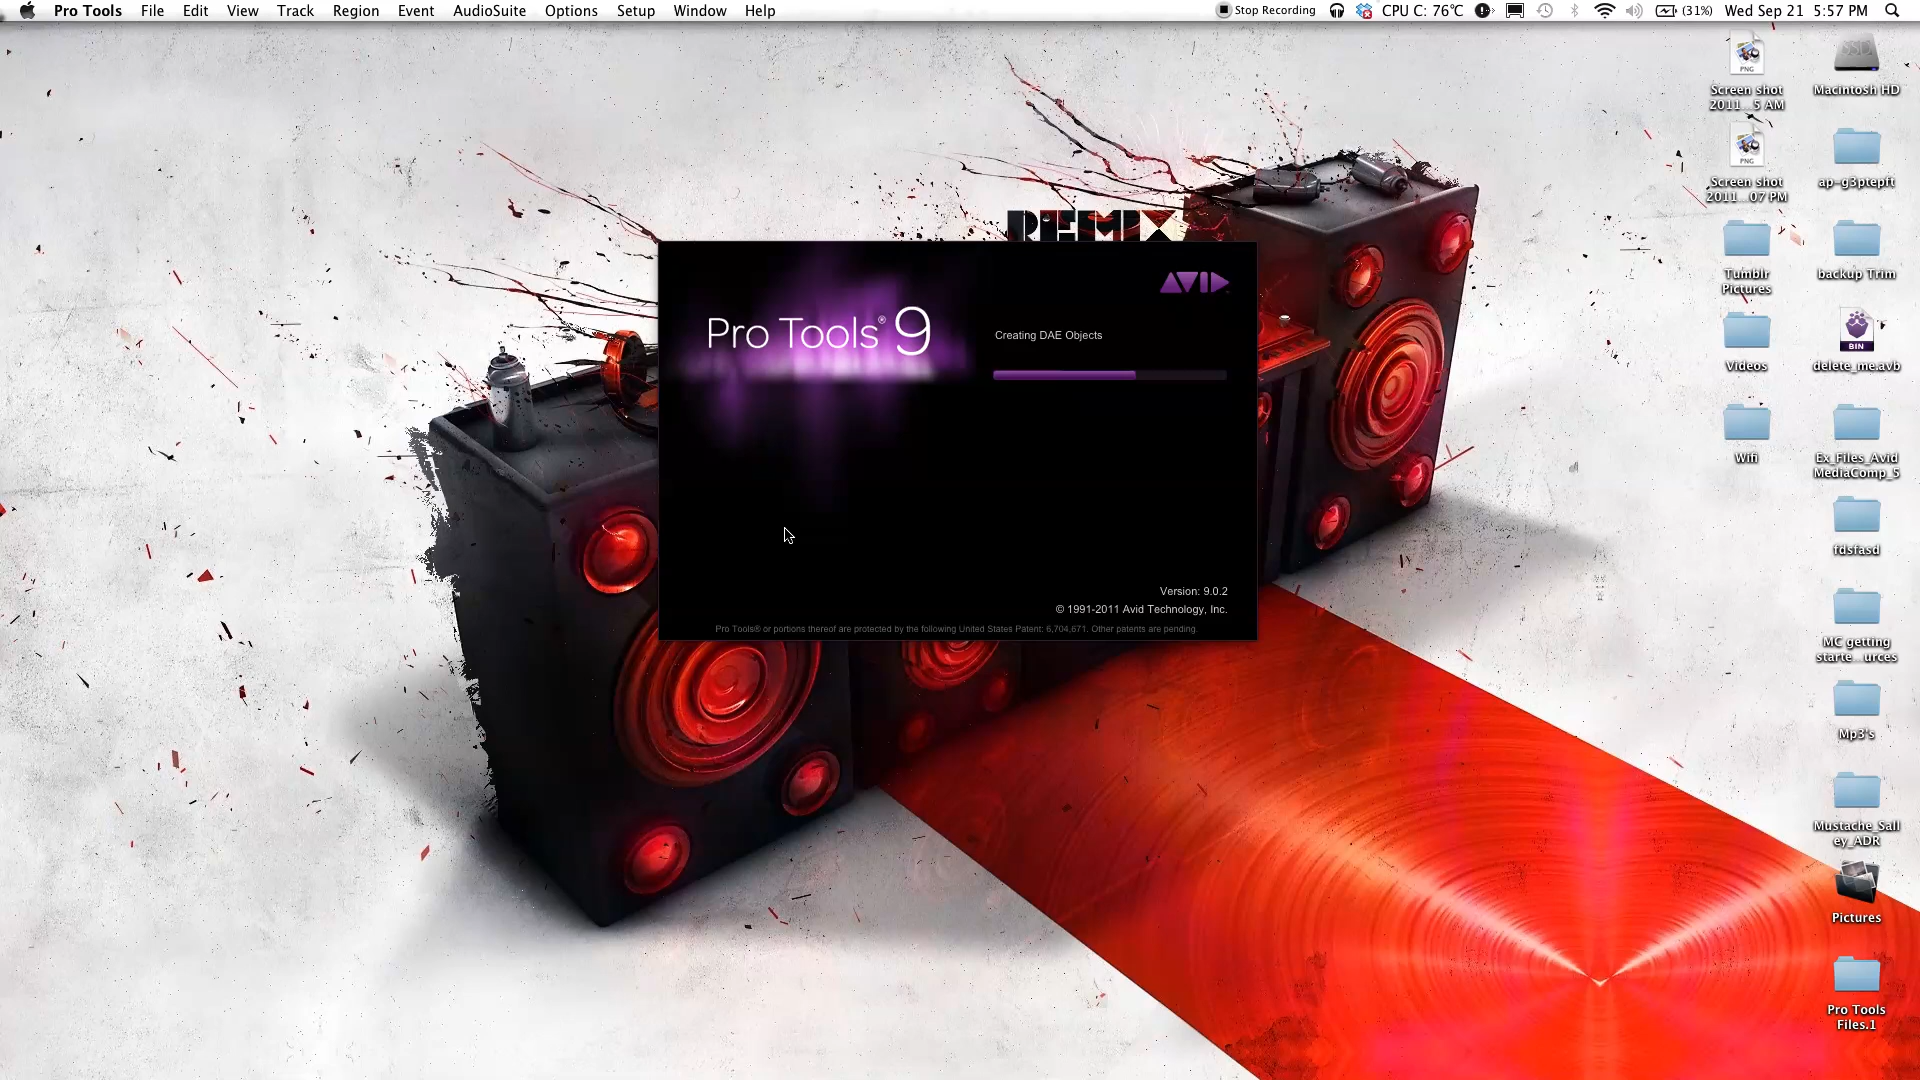 Pro Tools File Edit View Track Region Event AudioSuite Options Setup Window Help
Stop Recording CPU C: 76℃ (31%) Wed Sep 21 5:57 PM
Screen shot
2011...5 AM
Macintosh HD
Screen shot
2011...07 PM
ap-g3ptepft
Tumblr
Pictures
backup Trim
Videos
BIN
delete_me.avb
Wifi
Ex_Files_Avid
MediaComp_5
fdsfasd
MC getting
starte...urces
Mp3's
Mustache_Sall
ey_ADR
Pictures
Pro Tools
Files.1
PNG
PNG
SSD
REMIX
AVID
Pro Tools® 9
Creating DAE Objects
Version: 9.0.2
© 1991-2011 Avid Technology, Inc.
Pro Tools® or portions thereof are protected by the following United States Patent: 6,704,671. Other patents are pending.